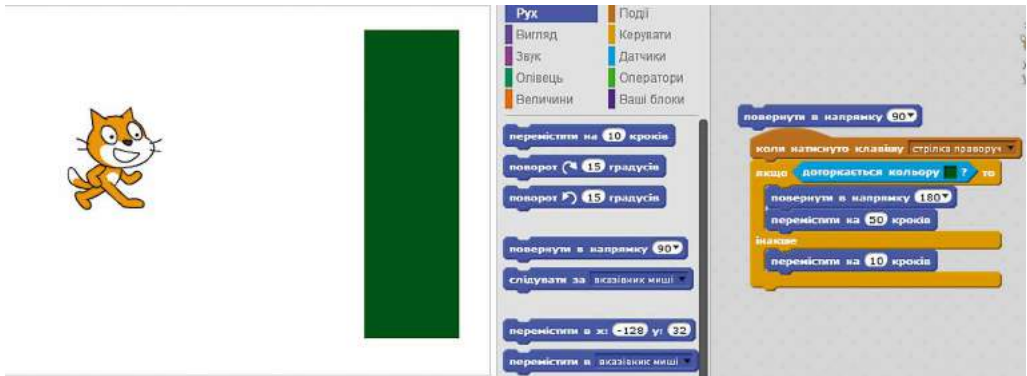 Рух Події
Вигляд Керувати
Звук Датчики
Олівець Оператори
Величини Ваші блоки
перемістити на 10 кроків
поворот 15 градусів
поворот 15 градусів
повернути в напрямку 90
слідувати за вказівник миші
перемістити в x: -128 y: 32
перемістити в вказівник миші
повернути в напрямку 90
коли натиснуто клавішу стрілка праворуч
якщо доторкається кольору ? то
повернути в напрямку 180
перемістити на 50 кроків
інакше
перемістити на 10 кроків